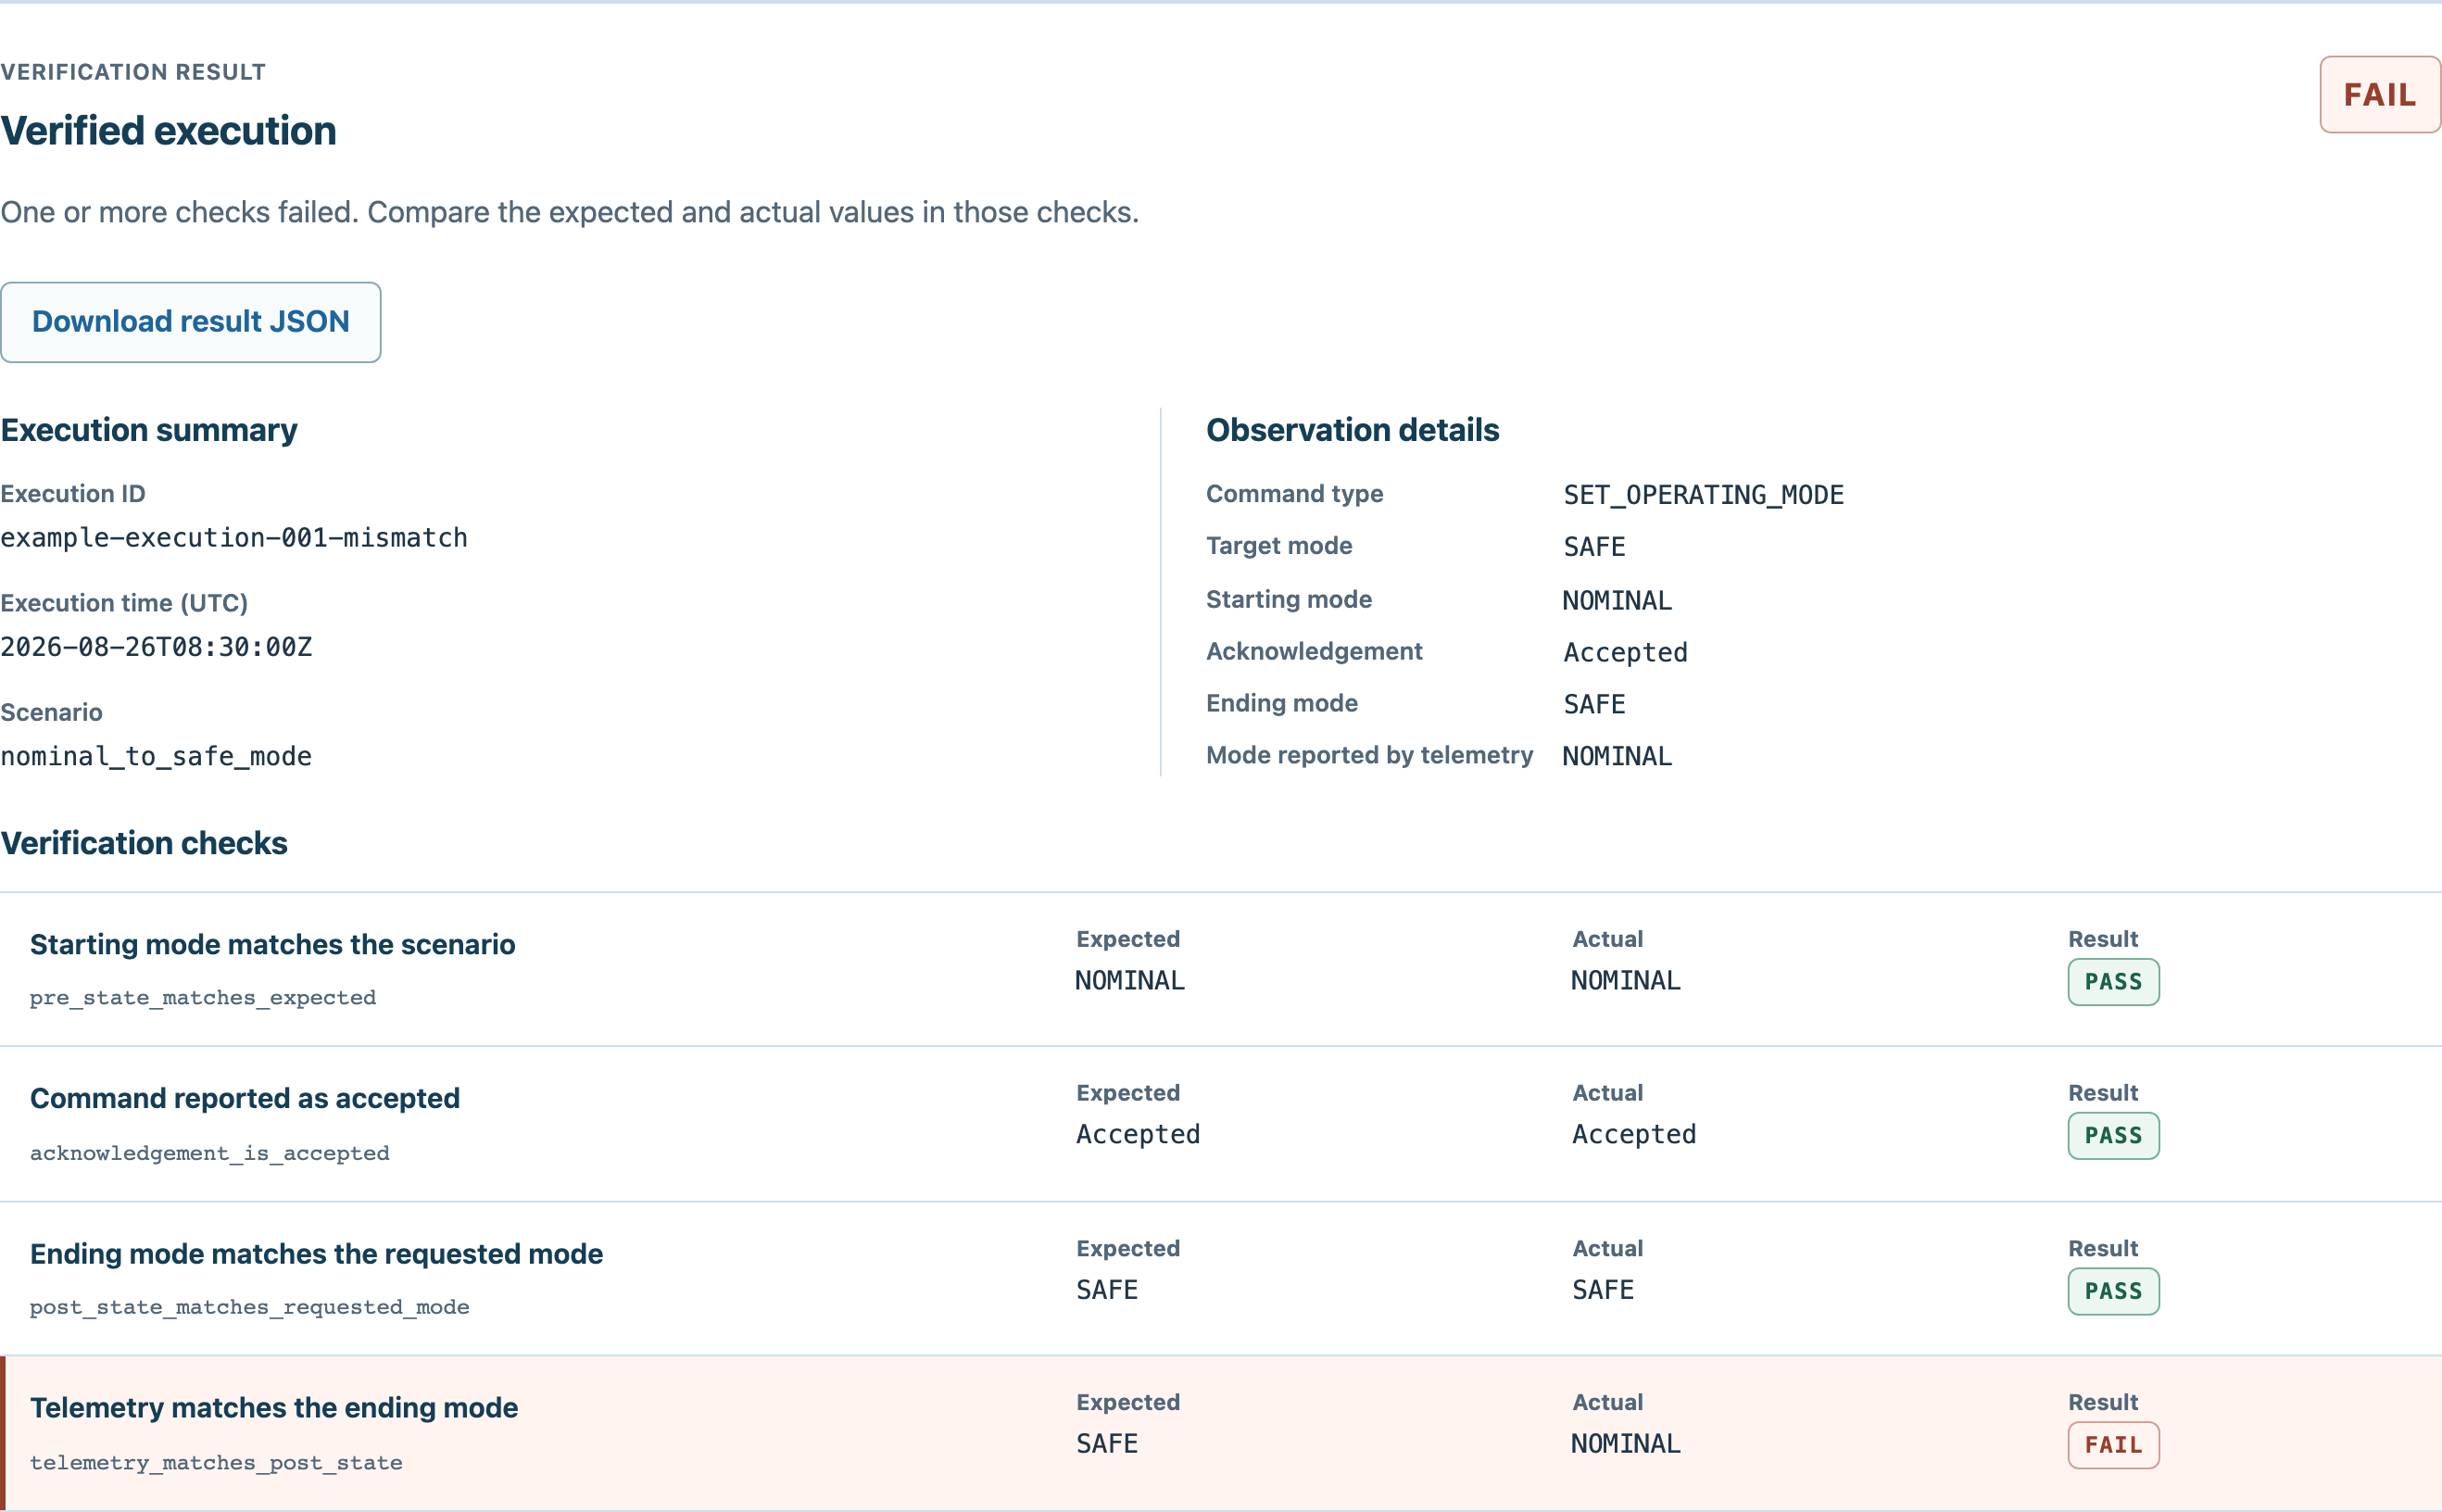 VERIFICATION RESULT
FAIL
Verified execution
One or more checks failed. Compare the expected and actual values in those checks.
Download result JSON
Execution summary
Execution ID
example-execution-001-mismatch
Execution time (UTC)
2026-08-26T08:30:00Z
Scenario
nominal_to_safe_mode
Observation details
Command type SET_OPERATING_MODE
Target mode SAFE
Starting mode NOMINAL
Acknowledgement Accepted
Ending mode SAFE
Mode reported by telemetry NOMINAL
Verification checks
Starting mode matches the scenario
pre_state_matches_expected
Expected
NOMINAL
Actual
NOMINAL
Result
PASS
Command reported as accepted
acknowledgement_is_accepted
Expected
Accepted
Actual
Accepted
Result
PASS
Ending mode matches the requested mode
post_state_matches_requested_mode
Expected
SAFE
Actual
SAFE
Result
PASS
Telemetry matches the ending mode
telemetry_matches_post_state
Expected
SAFE
Actual
NOMINAL
Result
FAIL